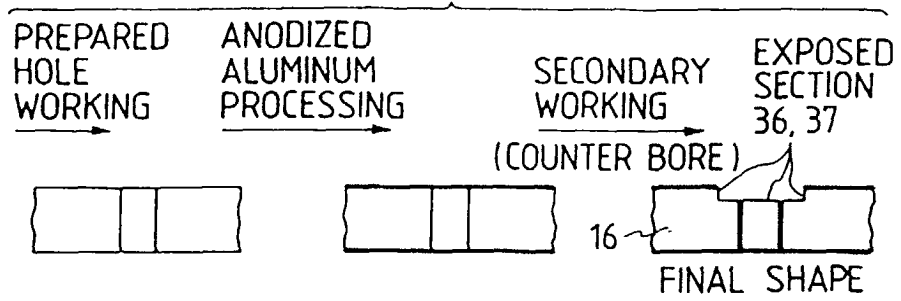 PREPARED
HOLE
WORKING
ANODIZED
ALUMINUM
PROCESSING
SECONDARY
WORKING
(COUNTER BORE)
EXPOSED
SECTION
36, 37
16
FINAL SHAPE